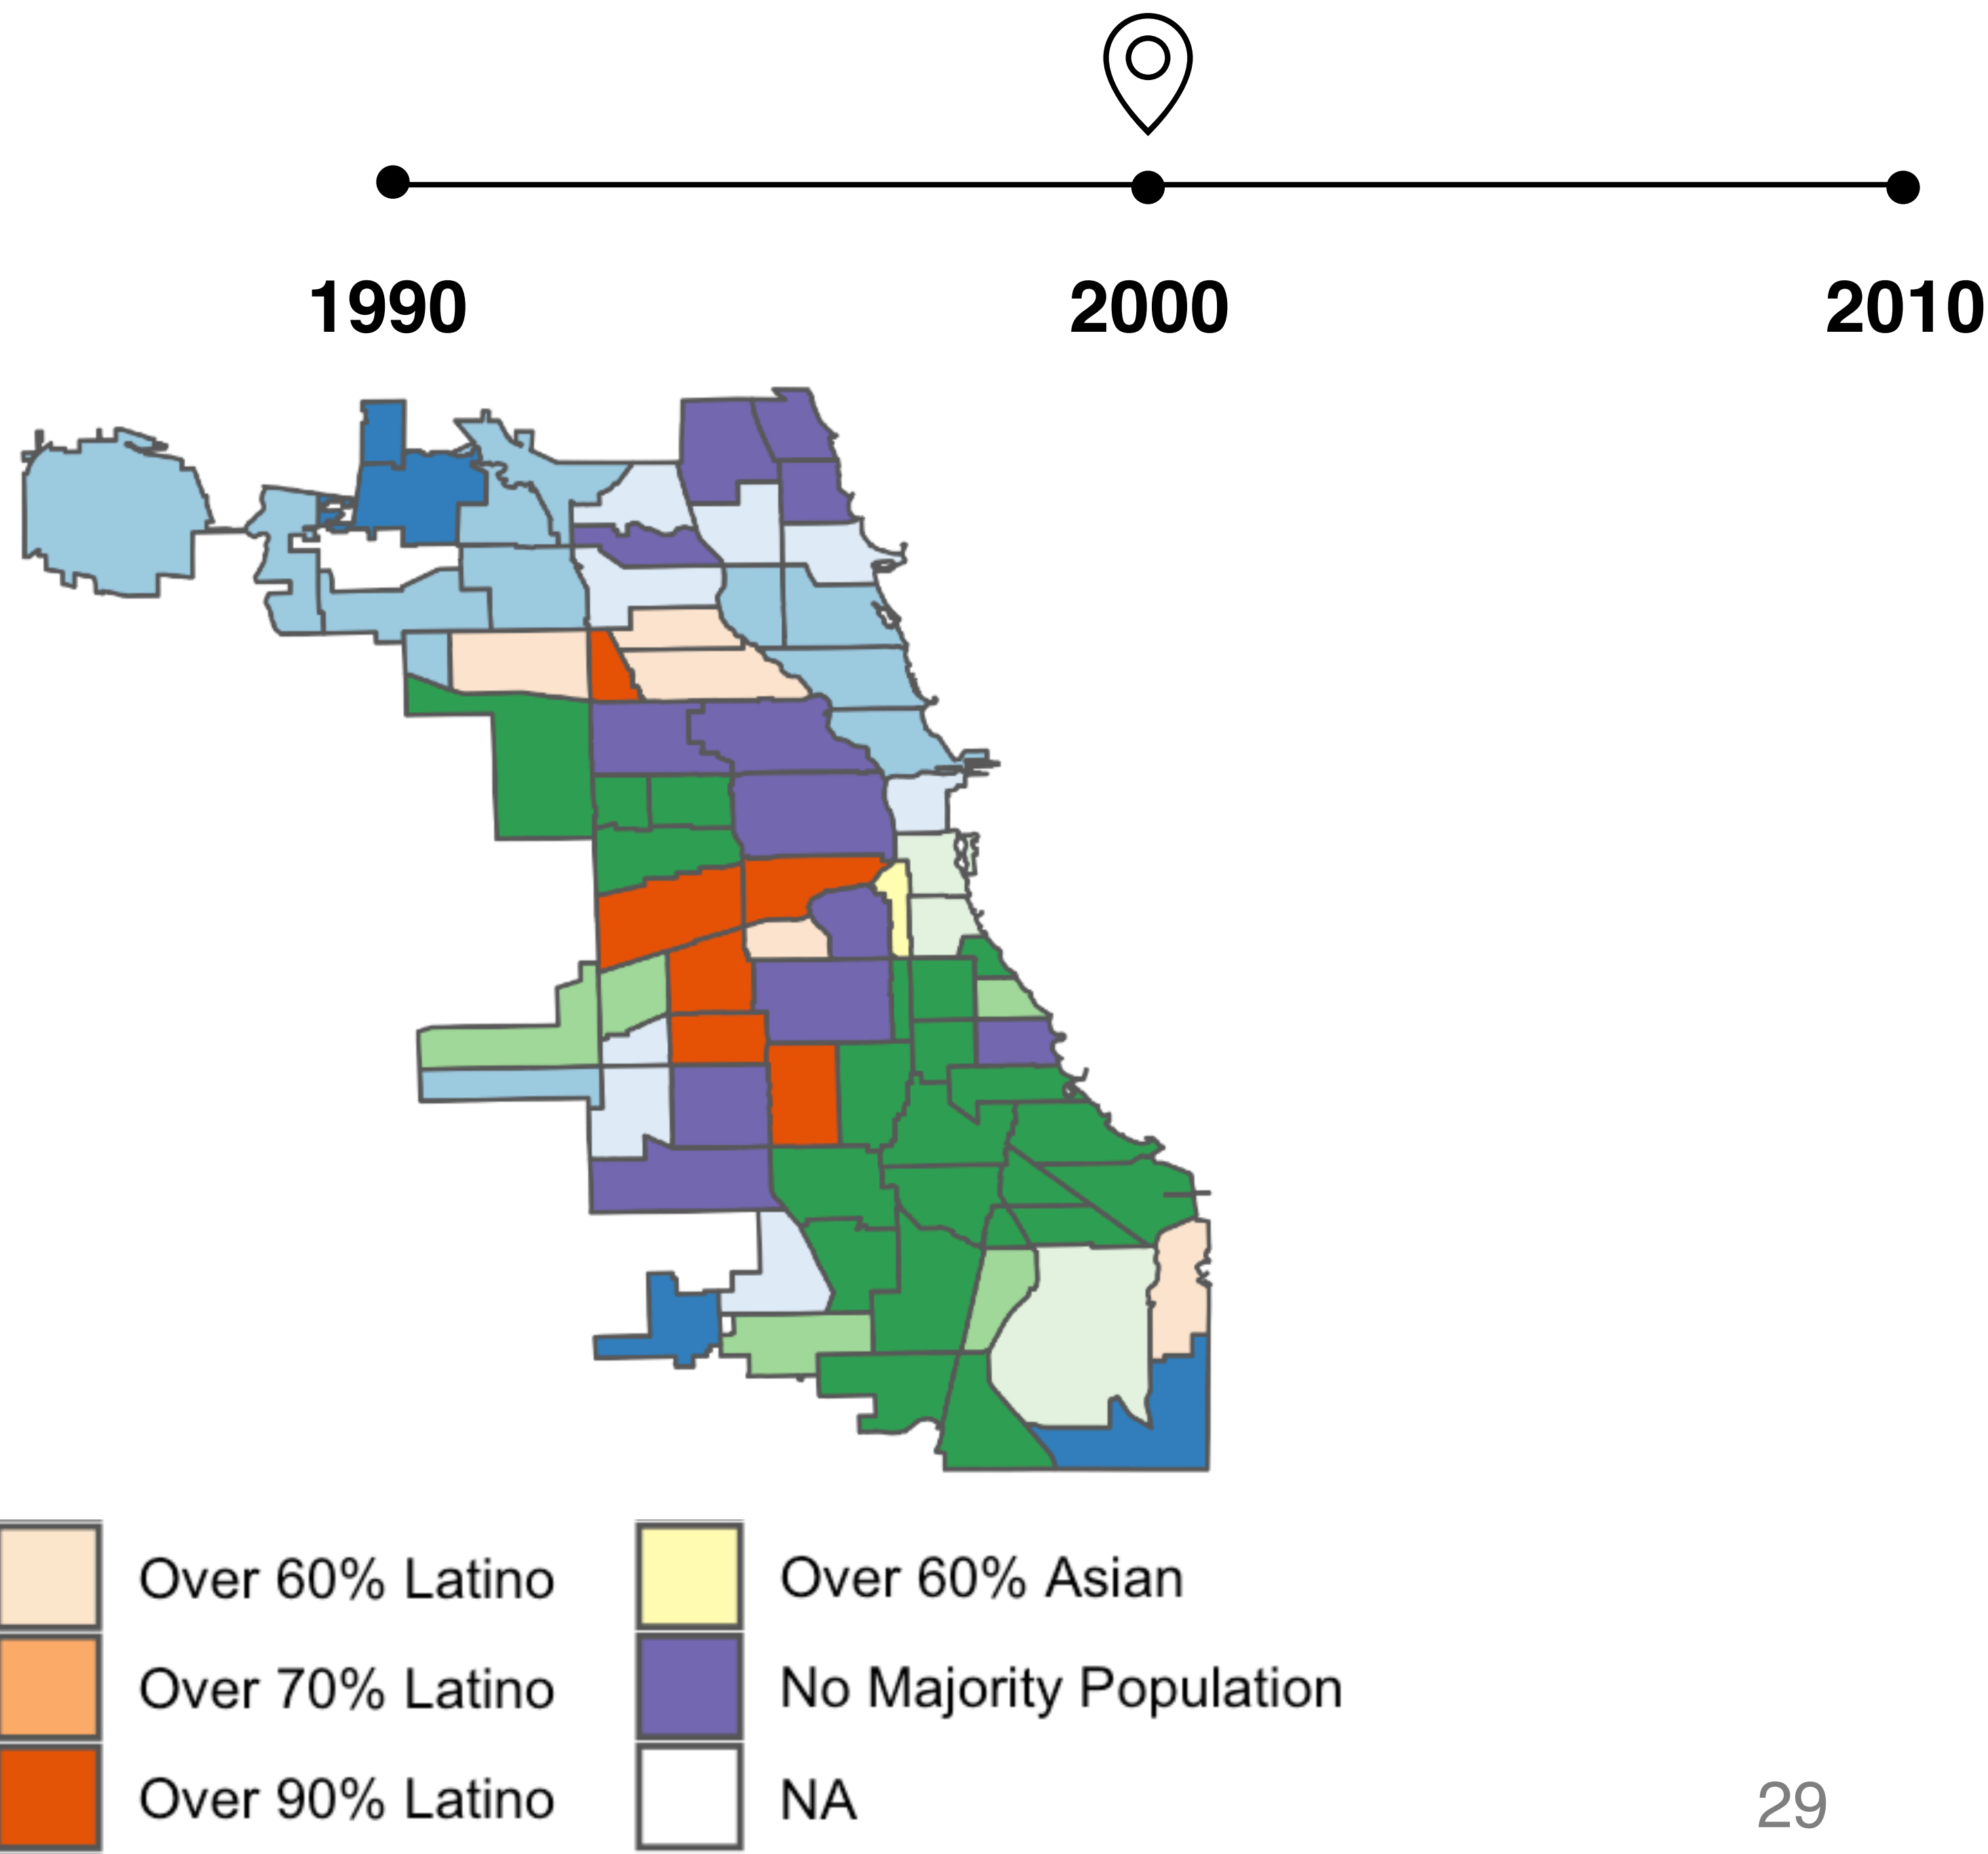 1990
2000
2010
Over 60% Latino
Over 70% Latino
Over 90% Latino
Over 60% Asian
No Majority Population
NA
29